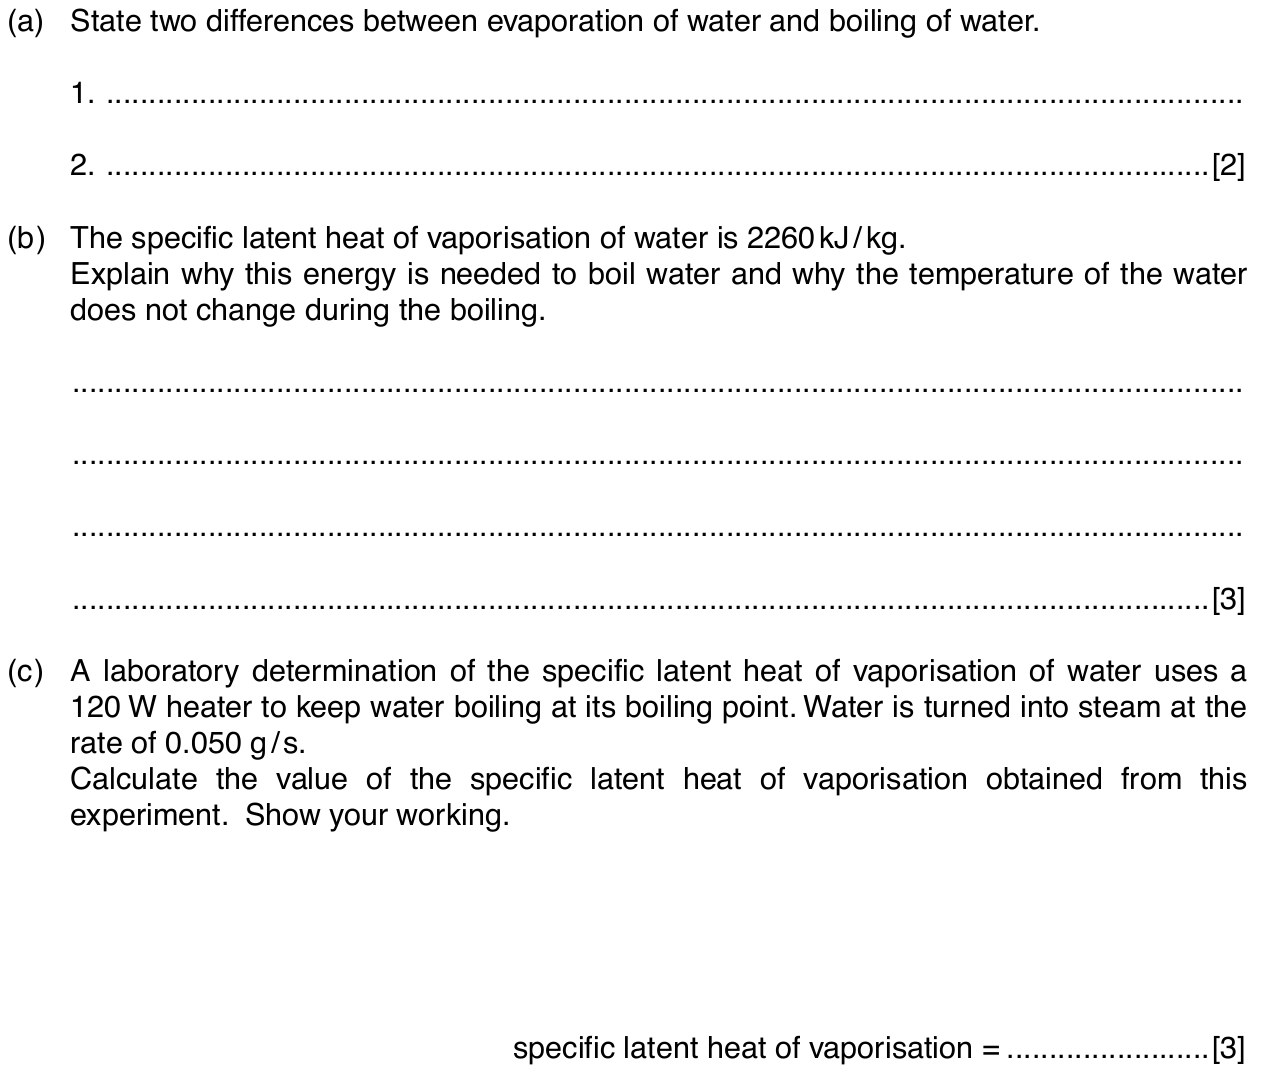 (a) State two differences between evaporation of water and boiling of water.
1. ........................................................................................................................................
2. ....................................................................................................................................[2]
(b) The specific latent heat of vaporisation of water is 2260 kJ/kg.
Explain why this energy is needed to boil water and why the temperature of the water
does not change during the boiling.
............................................................................................................................................
............................................................................................................................................
............................................................................................................................................
........................................................................................................................................[3]
(c) A laboratory determination of the specific latent heat of vaporisation of water uses a
120 W heater to keep water boiling at its boiling point. Water is turned into steam at the
rate of 0.050 g/s.
Calculate the value of the specific latent heat of vaporisation obtained from this
experiment. Show your working.
specific latent heat of vaporisation = ........................[3]